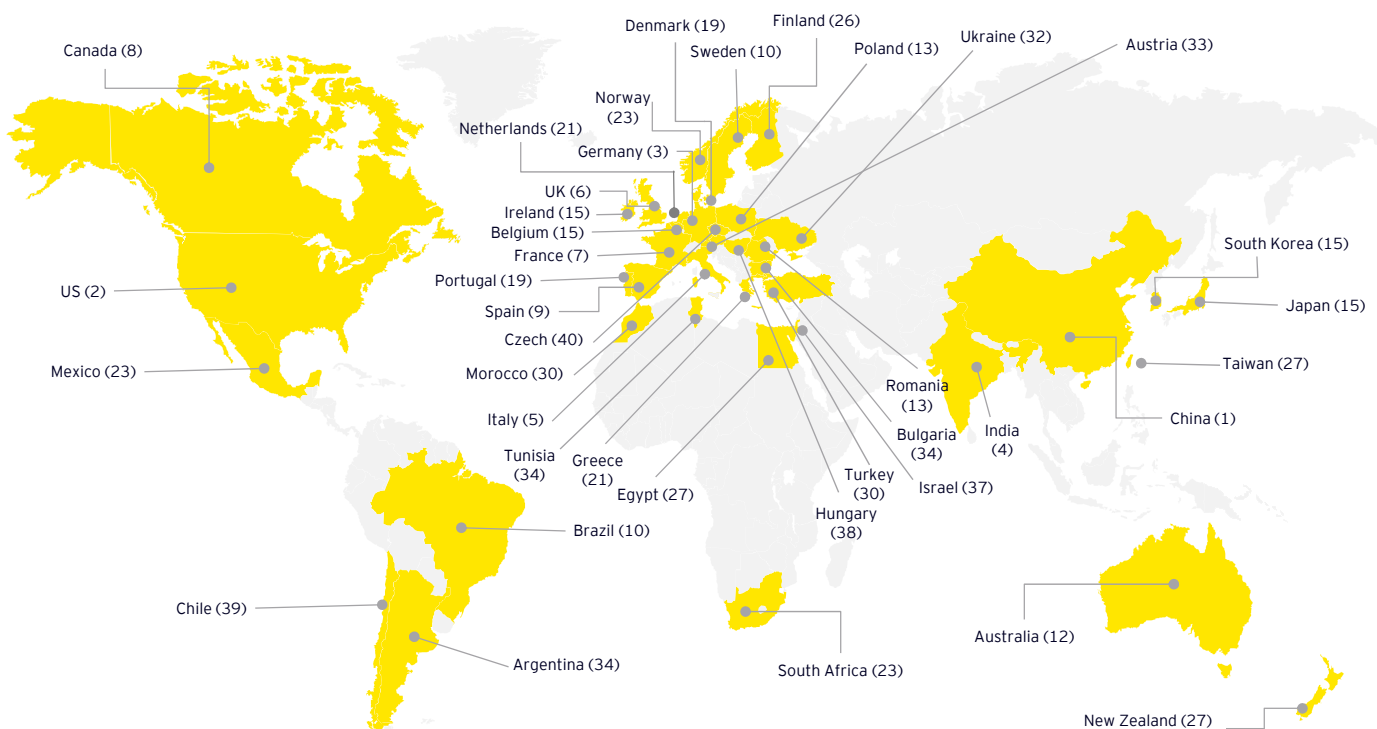 Finland (26)
Denmark (19)
Ukraine (32)
Canada (8)
Sweden (10)
Poland (13)
Austria (33)
Norway
(23)
Netherlands (21)
Germany (3)
UK (6)
Ireland (15)
Belgium (15)
France (7)
South Korea (15)
Portugal (19)
US (2)
Spain (9)
Japan (15)
Czech (40)
Mexico (23)
Morocco (30)
Taiwan (27)
Romania
(13)
Italy (5)
China (1)
Bulgaria
(34)
India
(4)
Tunisia
(34)
Greece
(21)
Turkey
(30)
Israel (37)
Egypt (27)
Hungary
(38)
Brazil (10)
Chile (39)
Australia (12)
Argentina (34)
South Africa (23)
New Zealand (27)